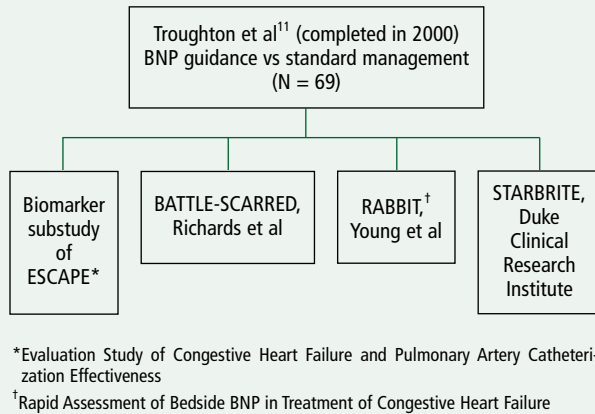 Troughton et al¹¹ (completed in 2000)
BNP guidance vs standard management
(N = 69)
Biomarker
substudy
of
ESCAPE*
BATTLE-SCARRED,
Richards et al
RABBIT,†
Young et al
STARBRITE,
Duke
Clinical
Research
Institute
*Evaluation Study of Congestive Heart Failure and Pulmonary Artery Catheteri-
zation Effectiveness
†Rapid Assessment of Bedside BNP in Treatment of Congestive Heart Failure